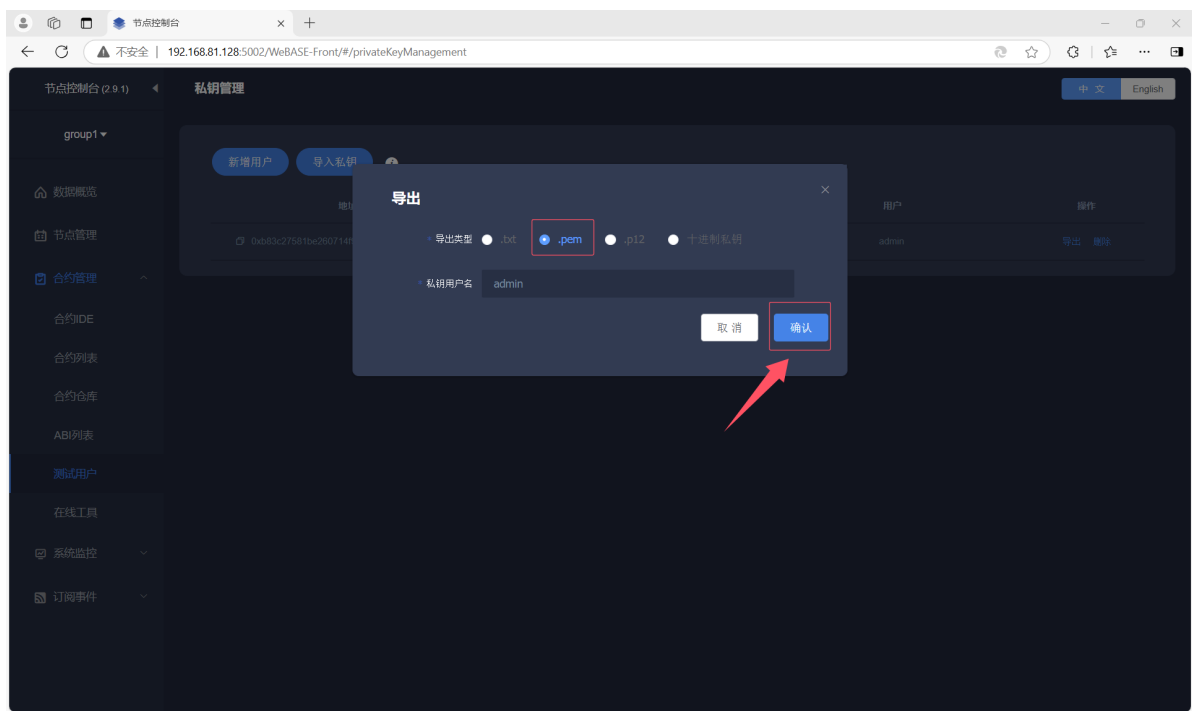 节点控制台
不安全 | 192.168.81.128:5002/WeBASE-Front/#/privateKeyManagement
节点控制台 (2.9.1)
私钥管理
中 文 English
group1
新增用户 导入私钥
数据概览
节点管理
合约管理
合约IDE
合约列表
合约仓库
ABI列表
测试用户
在线工具
系统监控
订阅事件
用户 操作
admin 导出 删除
导出
* 导出类型 .txt .pem .p12 十进制私钥
* 私钥用户名 admin
取 消 确认